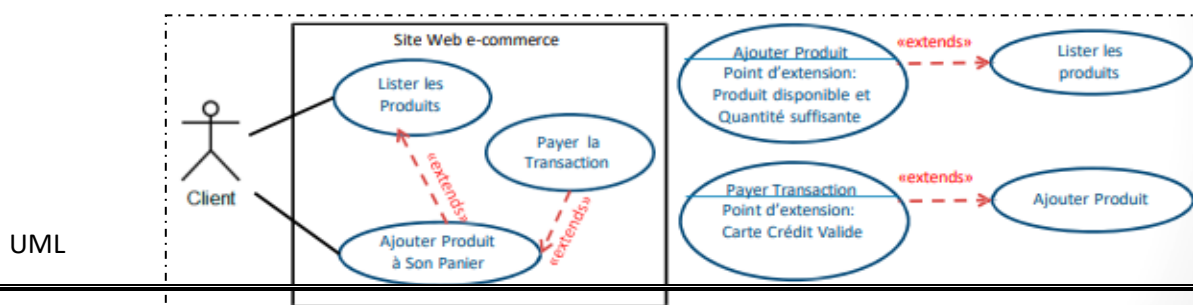 Site Web e-commerce
Lister les
Produits
Payer la
Transaction
«extends»
«extends»
Ajouter Produit
à Son Panier
Client
UML
Ajouter Produit
Point d'extension:
Produit disponible et
Quantité suffisante
«extends»
Lister les
produits
Payer Transaction
Point d'extension:
Carte Crédit Valide
«extends»
Ajouter Produit